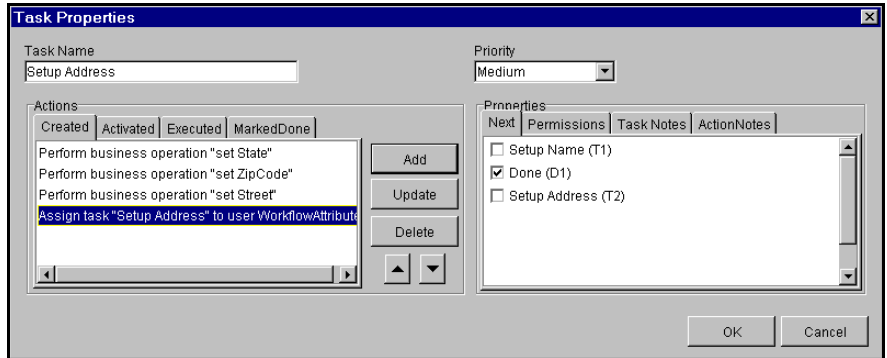 Task Properties
Task Name
Priority
Setup Address
Medium
Actions
Properties
Created Activated Executed MarkedDone
Next Permissions Task Notes ActionNotes
Perform business operation "set State"
Perform business operation "set ZipCode"
Perform business operation "set Street"
Assign task "Setup Address" to user WorkflowAttribute
Add
Update
Delete
Setup Name (T1)
Done (D1)
Setup Address (T2)
OK
Cancel